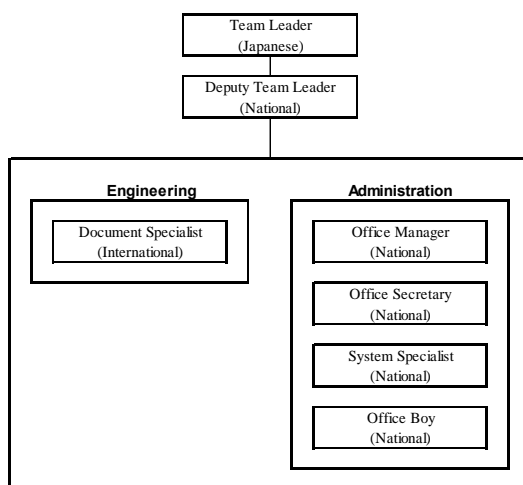 Team Leader
(Japanese)
Deputy Team Leader
(National)
Engineering
Document Specialist
(International)
Administration
Office Manager
(National)
Office Secretary
(National)
System Specialist
(National)
Office Boy
(National)